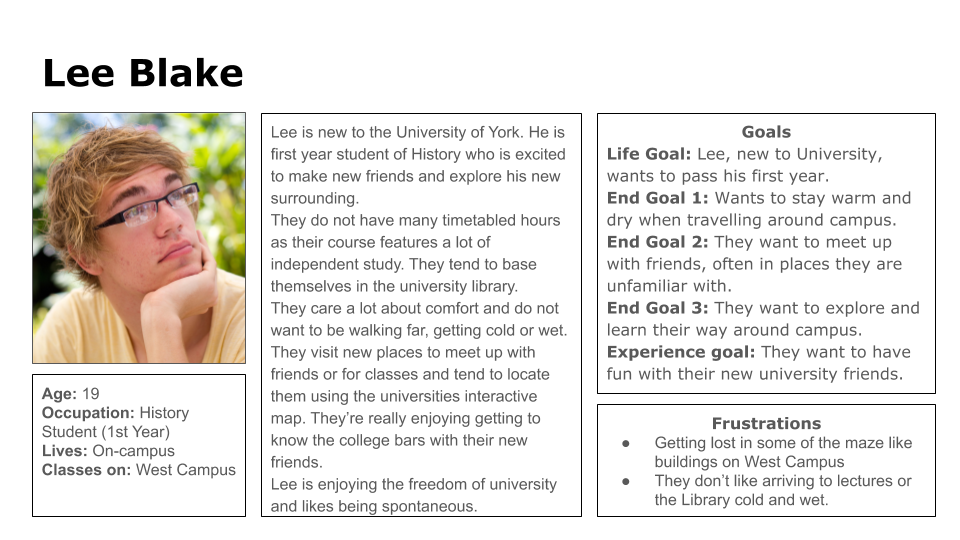 Lee Blake
Age: 19
Occupation: History
Student (1st Year)
Lives: On-campus
Classes on: West Campus
Lee is new to the University of York. He is
first year student of History who is excited
to make new friends and explore his new
surrounding.
They do not have many timetabled hours
as their course features a lot of
independent study. They tend to base
themselves in the university library.
They care a lot about comfort and do not
want to be walking far, getting cold or wet.
They visit new places to meet up with
friends or for classes and tend to locate
them using the universities interactive
map. They’re really enjoying getting to
know the college bars with their new
friends.
Lee is enjoying the freedom of university
and likes being spontaneous.
Goals
Life Goal: Lee, new to University,
wants to pass his first year.
End Goal 1: Wants to stay warm and
dry when travelling around campus.
End Goal 2: They want to meet up
with friends, often in places they are
unfamiliar with.
End Goal 3: They want to explore and
learn their way around campus.
Experience goal: They want to have
fun with their new university friends.
Frustrations
● Getting lost in some of the maze like
buildings on West Campus
● They don’t like arriving to lectures or
the Library cold and wet.